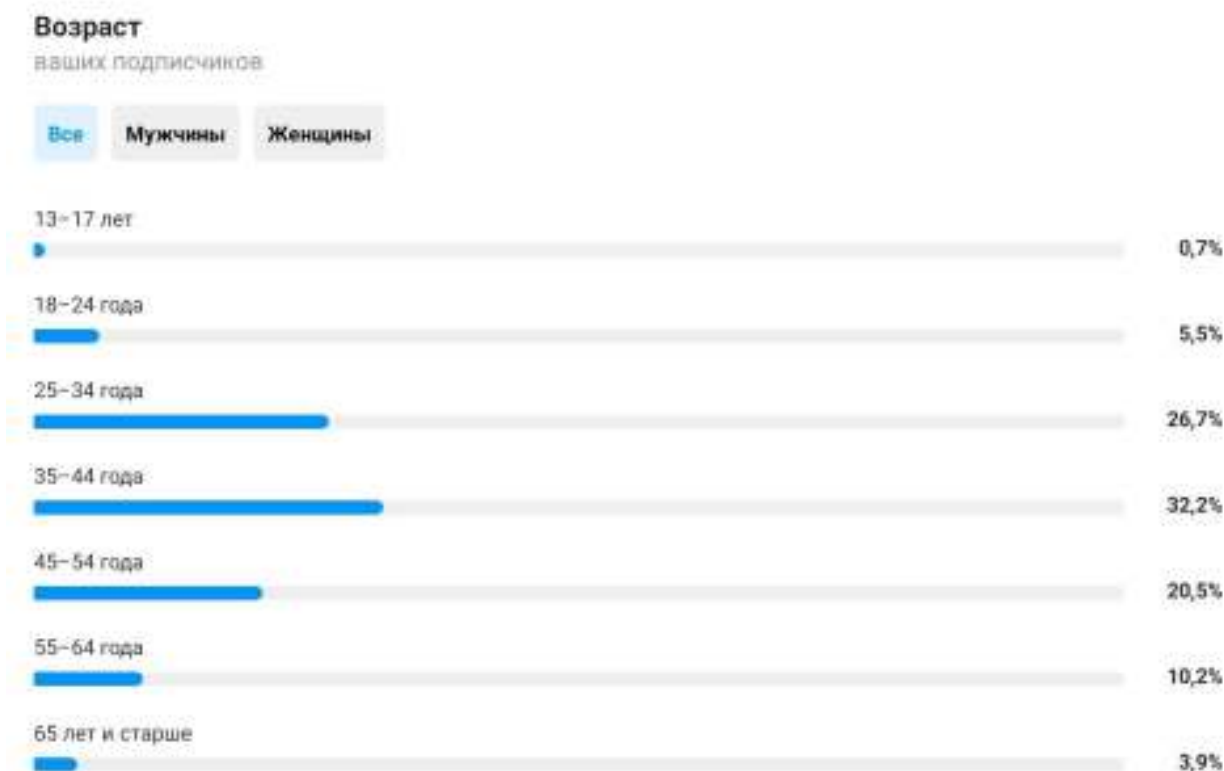 Возраст
ваших подписчиков
Все Мужчины Женщины
13–17 лет
0,7%
18–24 года
5,5%
25–34 года
26,7%
35–44 года
32,2%
45–54 года
20,5%
55–64 года
10,2%
65 лет и старше
3,9%